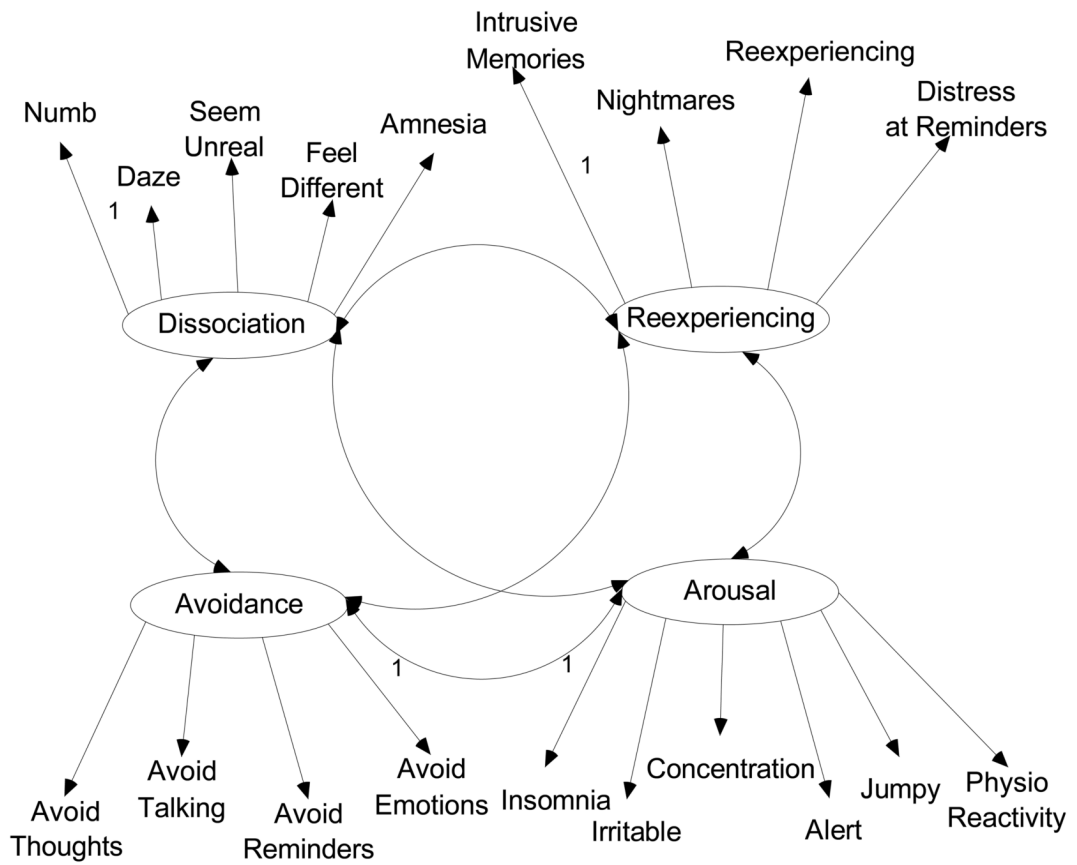 Intrusive
Memories
Reexperiencing
Nightmares
Distress
at Reminders
Numb
Seem
Unreal
Amnesia
Feel
Different
Daze
1
1
Dissociation
Reexperiencing
Avoidance
Arousal
1
1
Avoid
Thoughts
Avoid
Talking
Avoid
Reminders
Avoid
Emotions
Insomnia
Irritable
Concentration
Alert
Jumpy
Physio
Reactivity